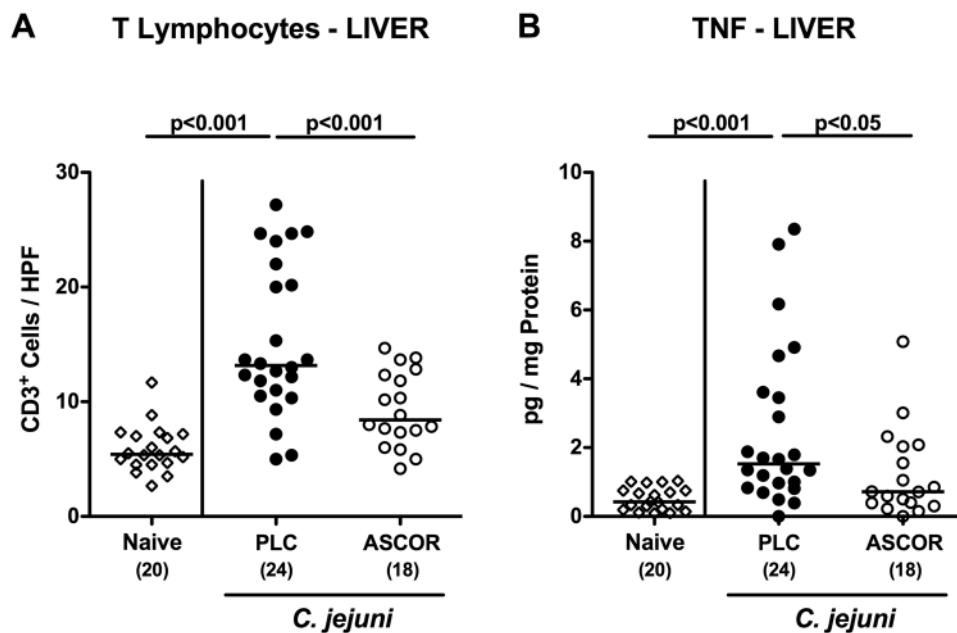 A T Lymphocytes - LIVER
p<0.001 p<0.001
30
20
10
0
CD3⁺ Cells / HPF
Naive PLC ASCOR
(20) (24) (18)
C. jejuni
B TNF - LIVER
p<0.001 p<0.05
10
8
6
4
2
0
pg / mg Protein
Naive PLC ASCOR
(20) (24) (18)
C. jejuni